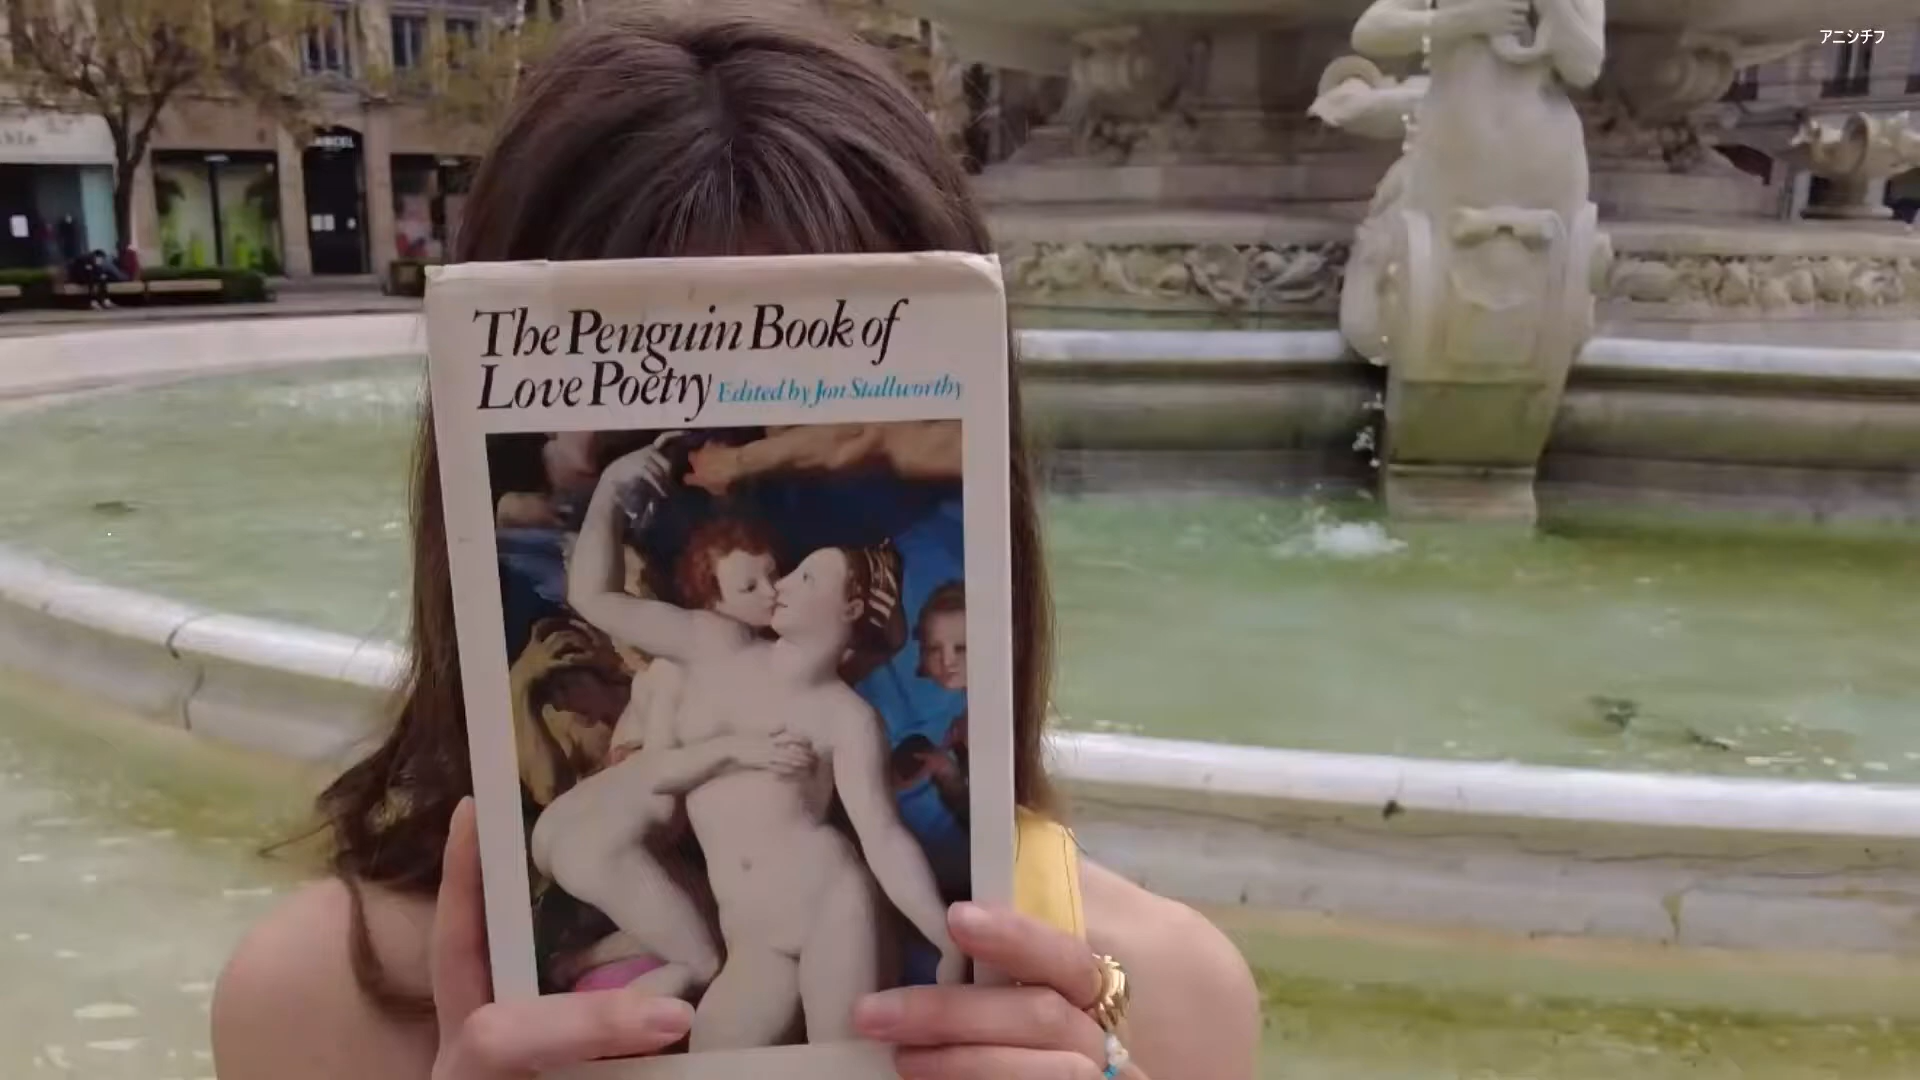 アニシチフ
The Penguin Book of
Love Poetry Edited by Jon Stallworthy